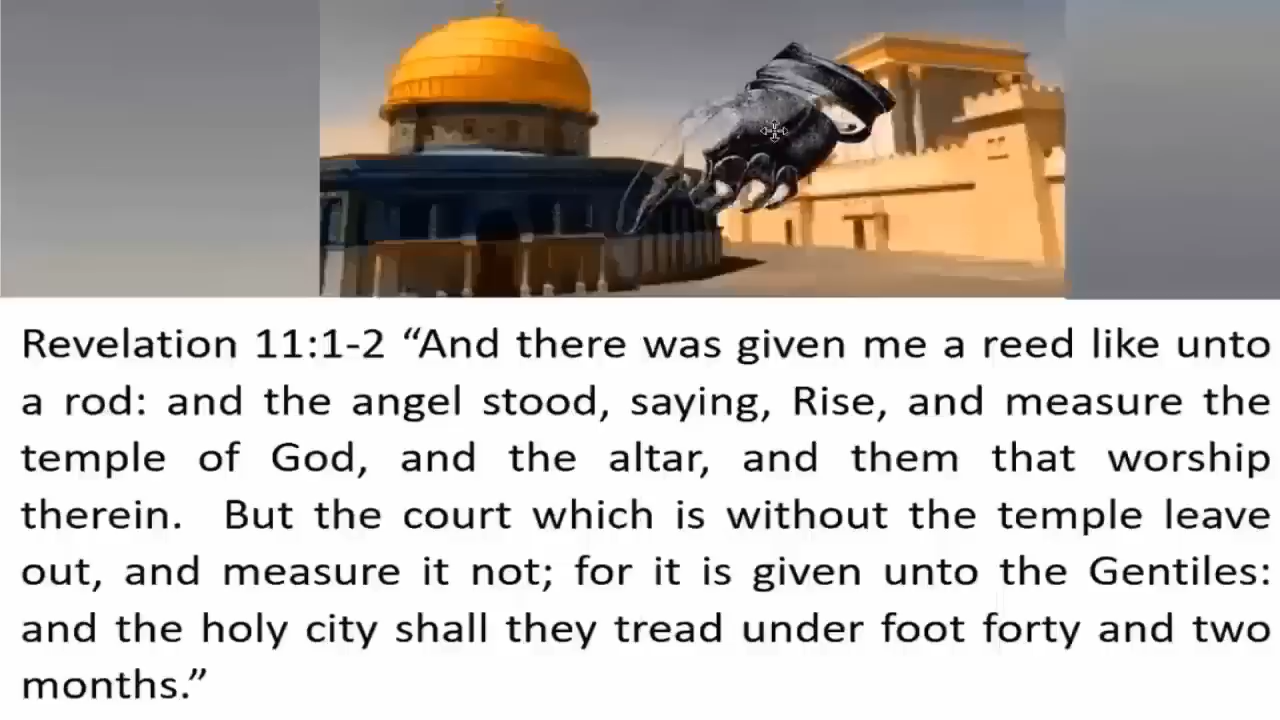 Revelation 11:1-2 “And there was given me a reed like unto
a rod: and the angel stood, saying, Rise, and measure the
temple of God, and the altar, and them that worship
therein.  But the court which is without the temple leave
out, and measure it not; for it is given unto the Gentiles:
and the holy city shall they tread under foot forty and two
months.”